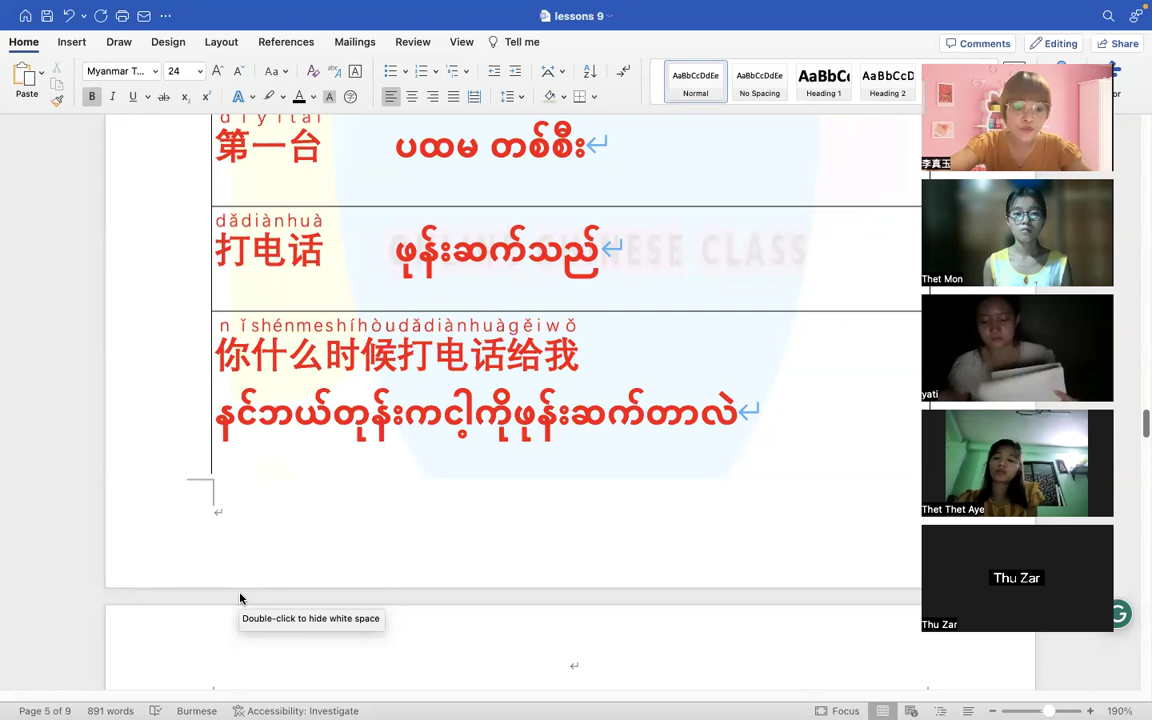 lessons 9
Home Insert Draw Design Layout References Mailings Review View Tell me Comments Editing Share
Paste Myanmar T... 24 AaBbCcDdEe Normal AaBbCcDdEe No Spacing AaBbC Heading 1 AaBbCcD Heading 2
dìyītái
第一台 ပထမ တစ်စီး
dǎdiànhuà
打电话 ဖုန်းဆက်သည်
ONLINE CHINESE CLASS
nǐshénmeshíhòudǎdiànhuàgěiwǒ
你什么时候打电话给我
နင်ဘယ်တုန်းကငါ့ကိုဖုန်းဆက်တာလဲ
Double-click to hide white space
李真玉
Thet Mon
yati
Thet Thet Aye
Thu Zar
Thu Zar
Page 5 of 9 891 words Burmese Accessibility: Investigate Focus 190%